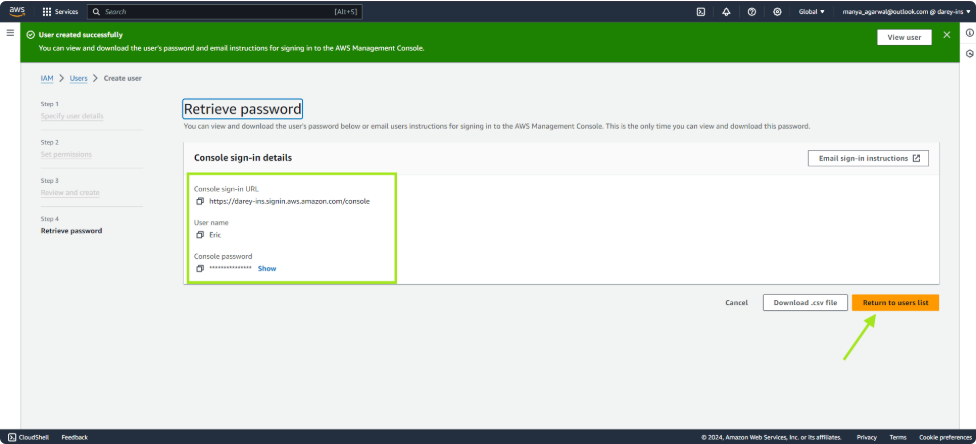 aws
Services
Search
[Alt+S]
Global
manya_agarwal@outlook.com @ darey-ins
User created successfully
You can view and download the user's password and email instructions for signing in to the AWS Management Console.
View user
IAM > Users > Create user
Step 1
Specify user details
Step 2
Set permissions
Step 3
Review and create
Step 4
Retrieve password
Retrieve password
You can view and download the user's password below or email users instructions for signing in to the AWS Management Console. This is the only time you can view and download this password.
Console sign-in details
Email sign-in instructions
Console sign-in URL
https://darey-ins.signin.aws.amazon.com/console
User name
Eric
Console password
***************
Show
Cancel
Download .csv file
Return to users list
CloudShell
Feedback
© 2024, Amazon Web Services, Inc. or its affiliates.
Privacy
Terms
Cookie preferences